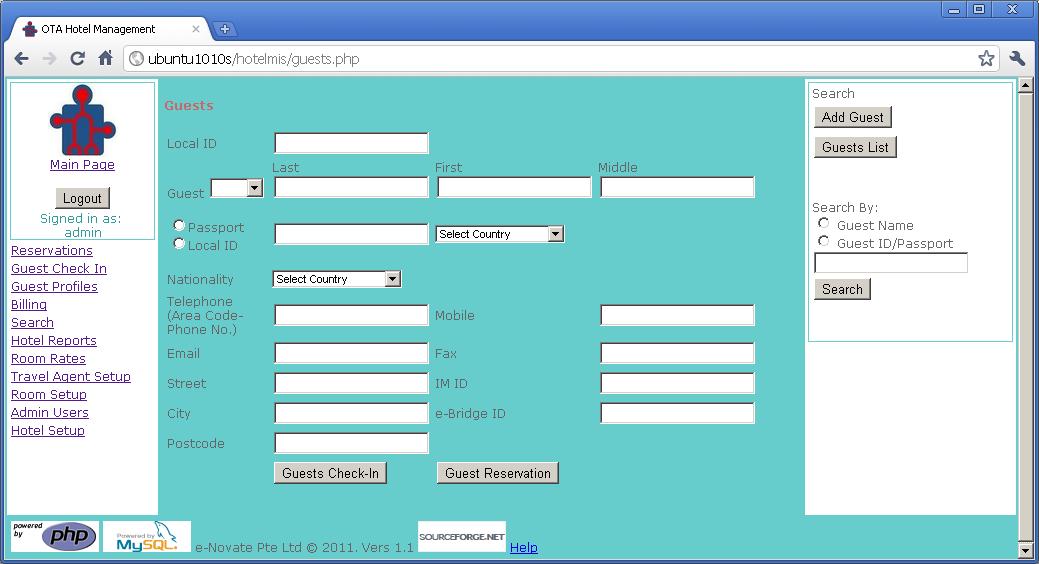 OTA Hotel Management
ubuntu1010s/hotelmis/guests.php
Main Page
Logout
Signed in as:
admin
Reservations
Guest Check In
Guest Profiles
Billing
Search
Hotel Reports
Room Rates
Travel Agent Setup
Room Setup
Admin Users
Hotel Setup
Guests
Local ID
Last First Middle
Guest
Passport
Local ID
Select Country
Nationality Select Country
Telephone
(Area Code-
Phone No.)
Mobile
Email Fax
Street IM ID
City e-Bridge ID
Postcode
Guests Check-In Guest Reservation
Search
Add Guest
Guests List
Search By:
Guest Name
Guest ID/Passport
Search
powered
by
php
Powered by
MySQL.
e-Novate Pte Ltd © 2011. Vers 1.1
SOURCEFORGE.NET
Help